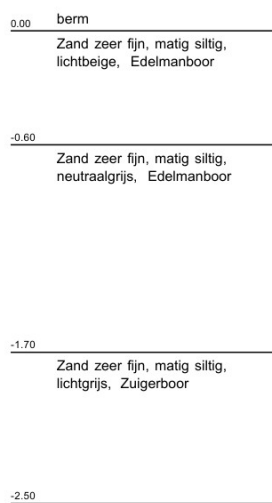 0.00 berm
Zand zeer fijn, matig siltig,
lichtbeige, Edelmanboor
-0.60
Zand zeer fijn, matig siltig,
neutraalgrijs, Edelmanboor
-1.70
Zand zeer fijn, matig siltig,
lichtgrijs, Zuigerboor
-2.50